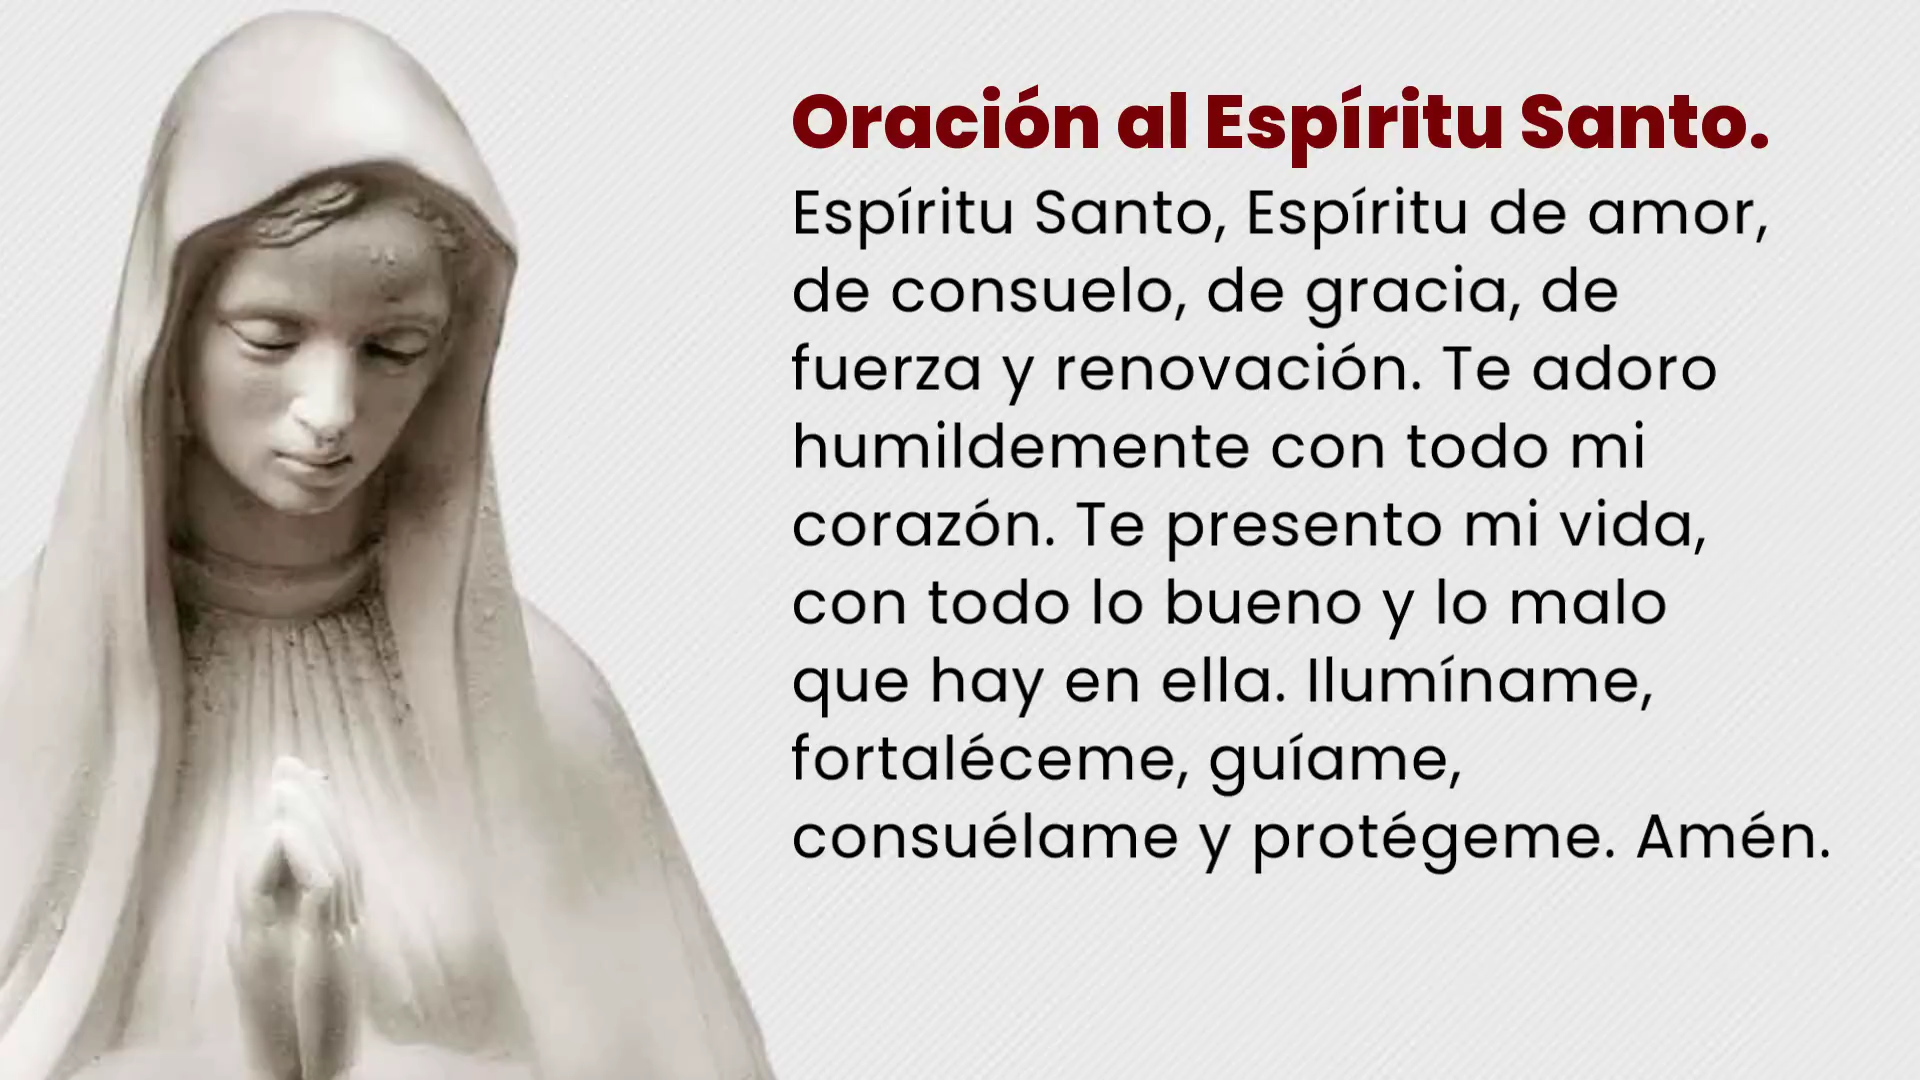 Oración al Espíritu Santo.
Espíritu Santo, Espíritu de amor,
de consuelo, de gracia, de
fuerza y renovación. Te adoro
humildemente con todo mi
corazón. Te presento mi vida,
con todo lo bueno y lo malo
que hay en ella. Ilumíname,
fortaléceme, guíame,
consuélame y protégeme. Amén.